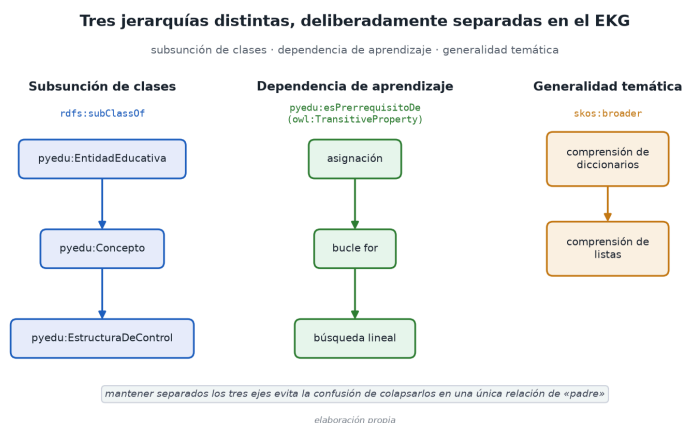 Tres jerarquías distintas, deliberadamente separadas en el EKG
subsunción de clases · dependencia de aprendizaje · generalidad temática
Subsunción de clases
rdfs:subClassOf
pyedu:EntidadEducativa
pyedu:Concepto
pyedu:EstructuraDeControl
Dependencia de aprendizaje
pyedu:esPrerrequisitoDe
(owl:TransitiveProperty)
asignación
bucle for
búsqueda lineal
Generalidad temática
skos:broader
comprensión de
diccionarios
comprensión de
listas
mantener separados los tres ejes evita la confusión de colapsarlos en una única relación de «padre»
elaboración propia